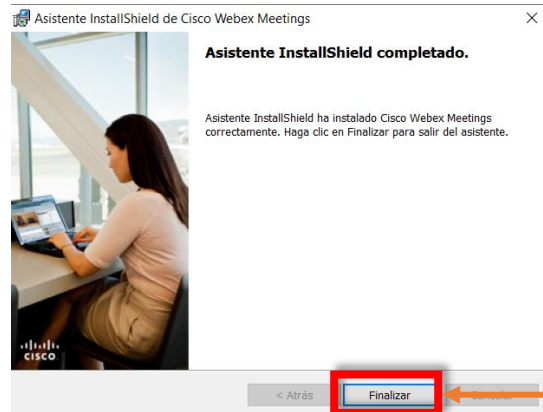 Asistente InstallShield de Cisco Webex Meetings
Asistente InstallShield completado.
Asistente InstallShield ha instalado Cisco Webex Meetings
correctamente. Haga clic en Finalizar para salir del asistente.
CISCO
< Atrás Finalizar